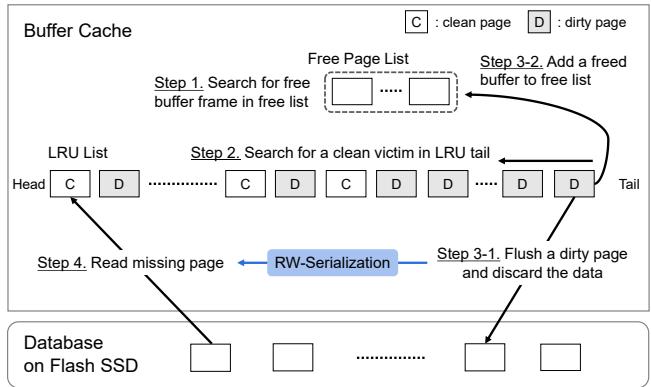 Buffer Cache
C : clean page D : dirty page
Free Page List
Step 1. Search for free
buffer frame in free list
.....
Step 3-2. Add a freed
buffer to free list
LRU List
Step 2. Search for a clean victim in LRU tail
Head C D ............... C D C D D ..... D D Tail
Step 4. Read missing page
RW-Serialization
Step 3-1. Flush a dirty page
and discard the data
Database
on Flash SSD
...............